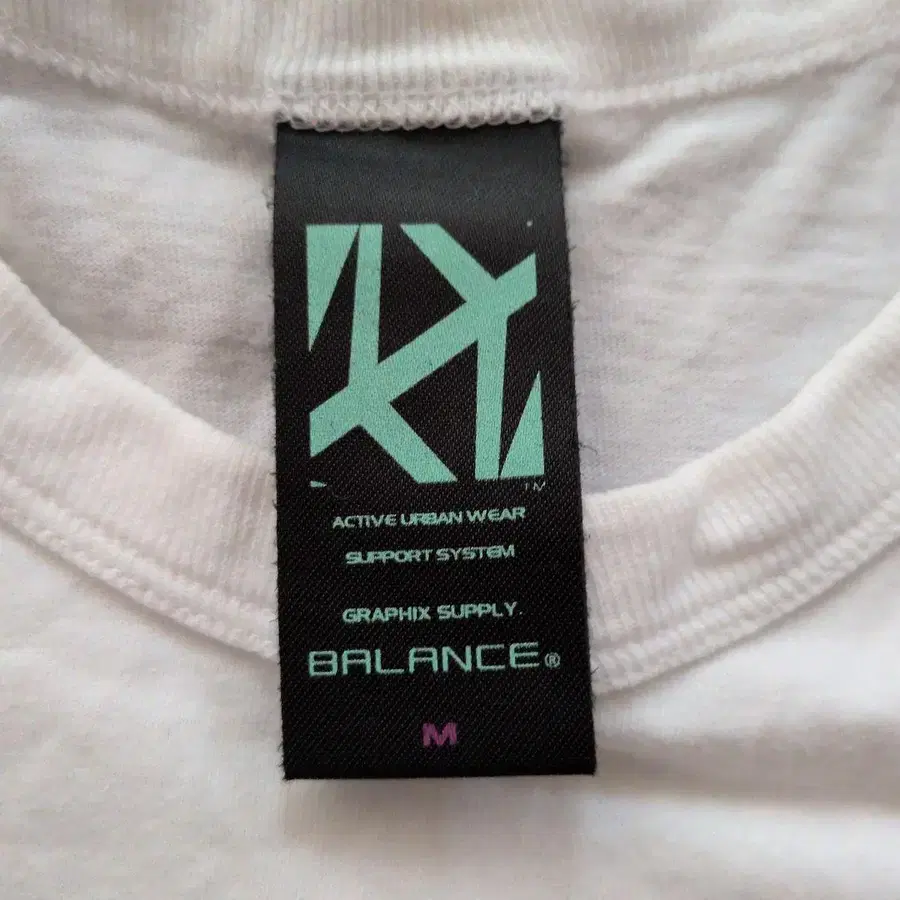 TM
ACTIVE URBAN WEAR
SUPPORT SYSTEM
GRAPHIX SUPPLY.
BALANCE®
M